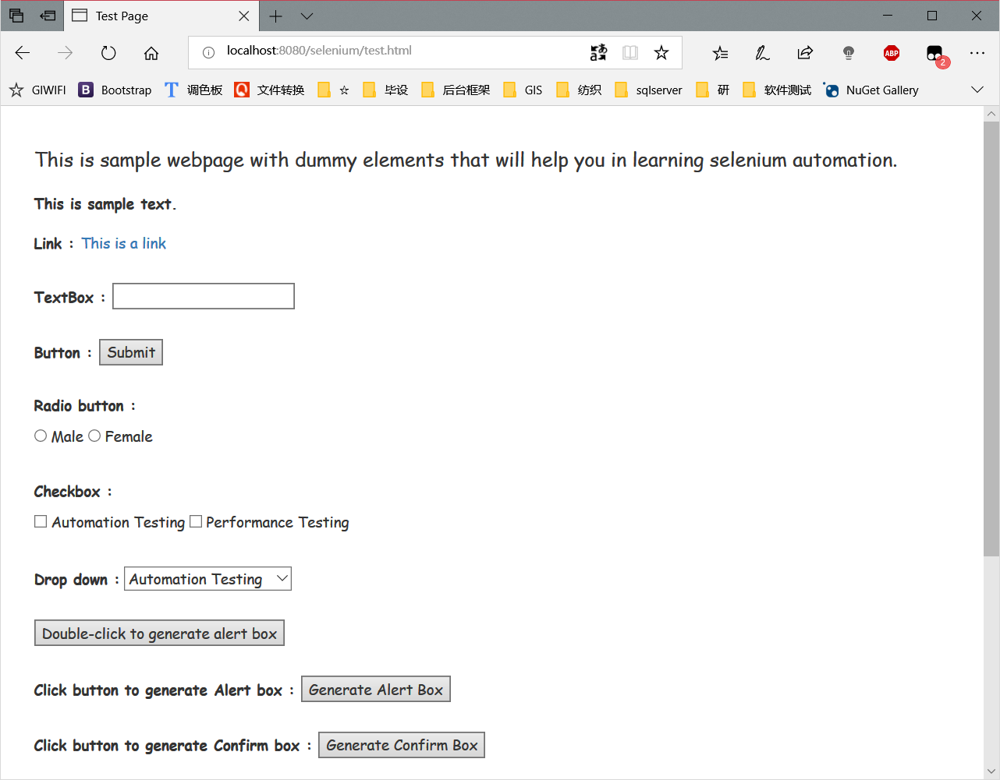 Test Page
localhost:8080/selenium/test.html
ABP
2
GIWIFI B Bootstrap T 调色板 Q 文件转换 ☆ 毕设 后台框架 GIS 纺织 sqlserver 研 软件测试 NuGet Gallery
This is sample webpage with dummy elements that will help you in learning selenium automation.
This is sample text.
Link : This is a link
TextBox :
Button : Submit
Radio button :
Male Female
Checkbox :
Automation Testing Performance Testing
Drop down : Automation Testing
Double-click to generate alert box
Click button to generate Alert box : Generate Alert Box
Click button to generate Confirm box : Generate Confirm Box